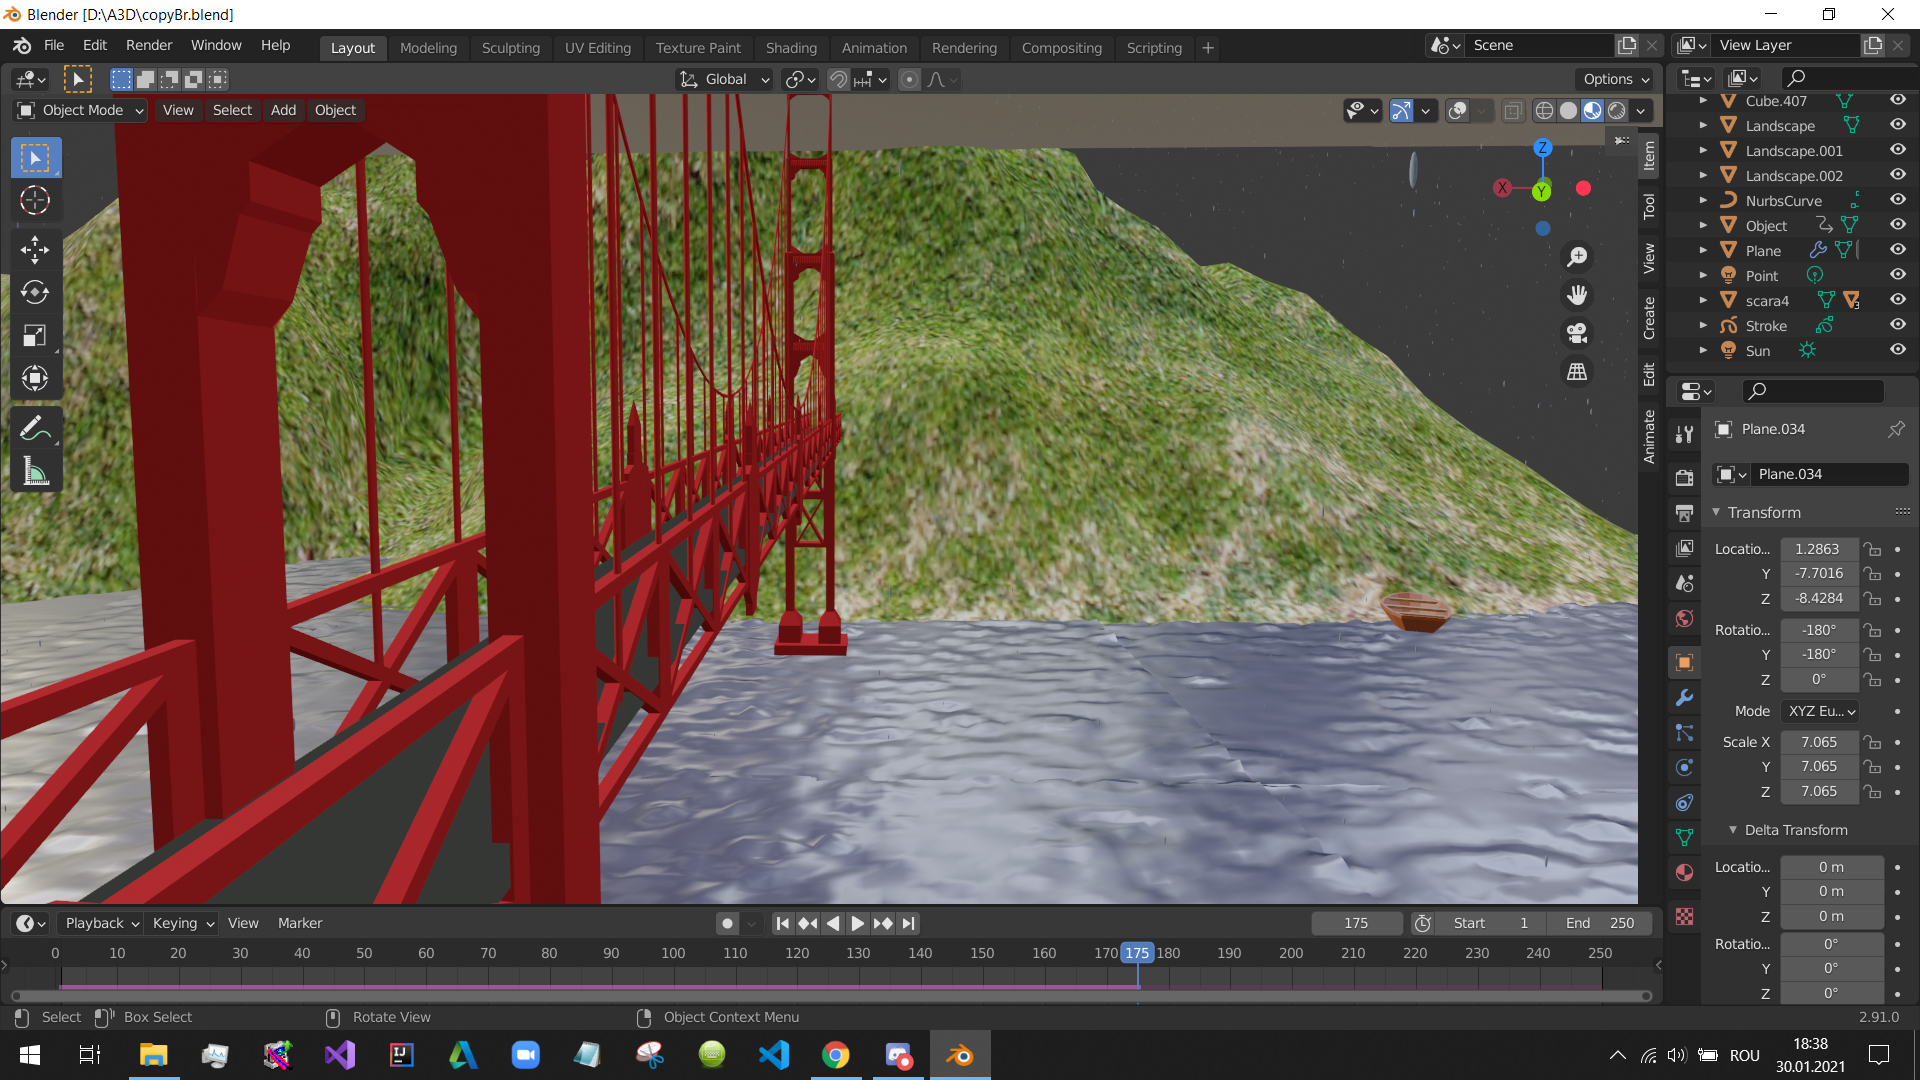 Blender [D:\A3D\copyBr.blend]
File Edit Render Window Help Layout Modeling Sculpting UV Editing Texture Paint Shading Animation Rendering Compositing Scripting + Scene View Layer
Global Options
Object Mode View Select Add Object
Z
X
Y
Item
Tool
View
Create
Edit
Animate
Cube.407
Landscape
Landscape.001
Landscape.002
NurbsCurve
Object
Plane
Point
scara4 3
Stroke
Sun
Plane.034
Plane.034
Transform
Locatio... 1.2863
Y -7.7016
Z -8.4284
Rotatio... -180°
Y -180°
Z 0°
Mode XYZ Eu...
Scale X 7.065
Y 7.065
Z 7.065
Delta Transform
Locatio... 0 m
Y 0 m
Z 0 m
Rotatio... 0°
Y 0°
Z 0°
Playback Keying View Marker 175 Start 1 End 250
0 10 20 30 40 50 60 70 80 90 100 110 120 130 140 150 160 170 175 180 190 200 210 220 230 240 250
Select Box Select Rotate View Object Context Menu 2.91.0
ROU
18:38
30.01.2021